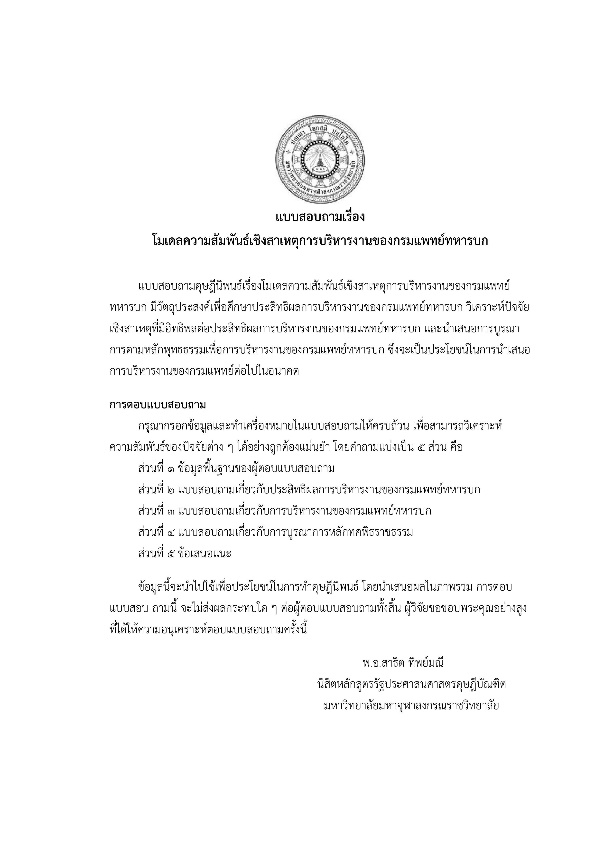 แบบสอบถามเรื่อง
โมเดลความสัมพันธ์เชิงสาเหตุการบริหารงานของกรมแพทย์ทหารบก
แบบสอบถามดุษฎีนิพนธ์เรื่องโมเดลความสัมพันธ์เชิงสาเหตุการบริหารงานของกรมแพทย์
ทหารบก มีวัตถุประสงค์เพื่อศึกษาประสิทธิผลการบริหารงานของกรมแพทย์ทหารบก วิเคราะห์ปัจจัย
เชิงสาเหตุที่มีอิทธิพลต่อประสิทธิผลการบริหารงานของกรมแพทย์ทหารบก และนำเสนอการบูรณา
การตามหลักพุทธธรรมเพื่อการบริหารงานของกรมแพทย์ทหารบก ซึ่งจะเป็นประโยชน์ในการนำเสนอ
การบริหารงานของกรมแพทย์ต่อไปในอนาคต
การตอบแบบสอบถาม
กรุณากรอกข้อมูลและทำเครื่องหมายในแบบสอบถามให้ครบถ้วน เพื่อสามารถวิเคราะห์
ความสัมพันธ์ของปัจจัยต่าง ๆ ได้อย่างถูกต้องแม่นยำ โดยคำถามแบ่งเป็น ๕ ส่วน คือ
ส่วนที่ ๑ ข้อมูลพื้นฐานของผู้ตอบแบบสอบถาม
ส่วนที่ ๒ แบบสอบถามเกี่ยวกับประสิทธิผลการบริหารงานของกรมแพทย์ทหารบก
ส่วนที่ ๓ แบบสอบถามเกี่ยวกับการบริหารงานของกรมแพทย์ทหารบก
ส่วนที่ ๔ แบบสอบถามเกี่ยวกับการบูรณาการหลักทศพิธราชธรรม
ส่วนที่ ๕ ข้อเสนอแนะ
ข้อมูลนี้จะนำไปใช้เพื่อประโยชน์ในการทำดุษฎีนิพนธ์ โดยนำเสนอผลในภาพรวม การตอบ
แบบสอบ ถามนี้ จะไม่ส่งผลกระทบใด ๆ ต่อผู้ตอบแบบสอบถามทั้งสิ้น ผู้วิจัยขอขอบพระคุณอย่างสูง
ที่ได้ให้ความอนุเคราะห์ตอบแบบสอบถามครั้งนี้
พ.อ.สาธิต ทิพย์มณี
นิสิตหลักสูตรรัฐประศาสนศาสตรดุษฎีบัณฑิต
มหาวิทยาลัยมหาจุฬาลงกรณราชวิทยาลัย